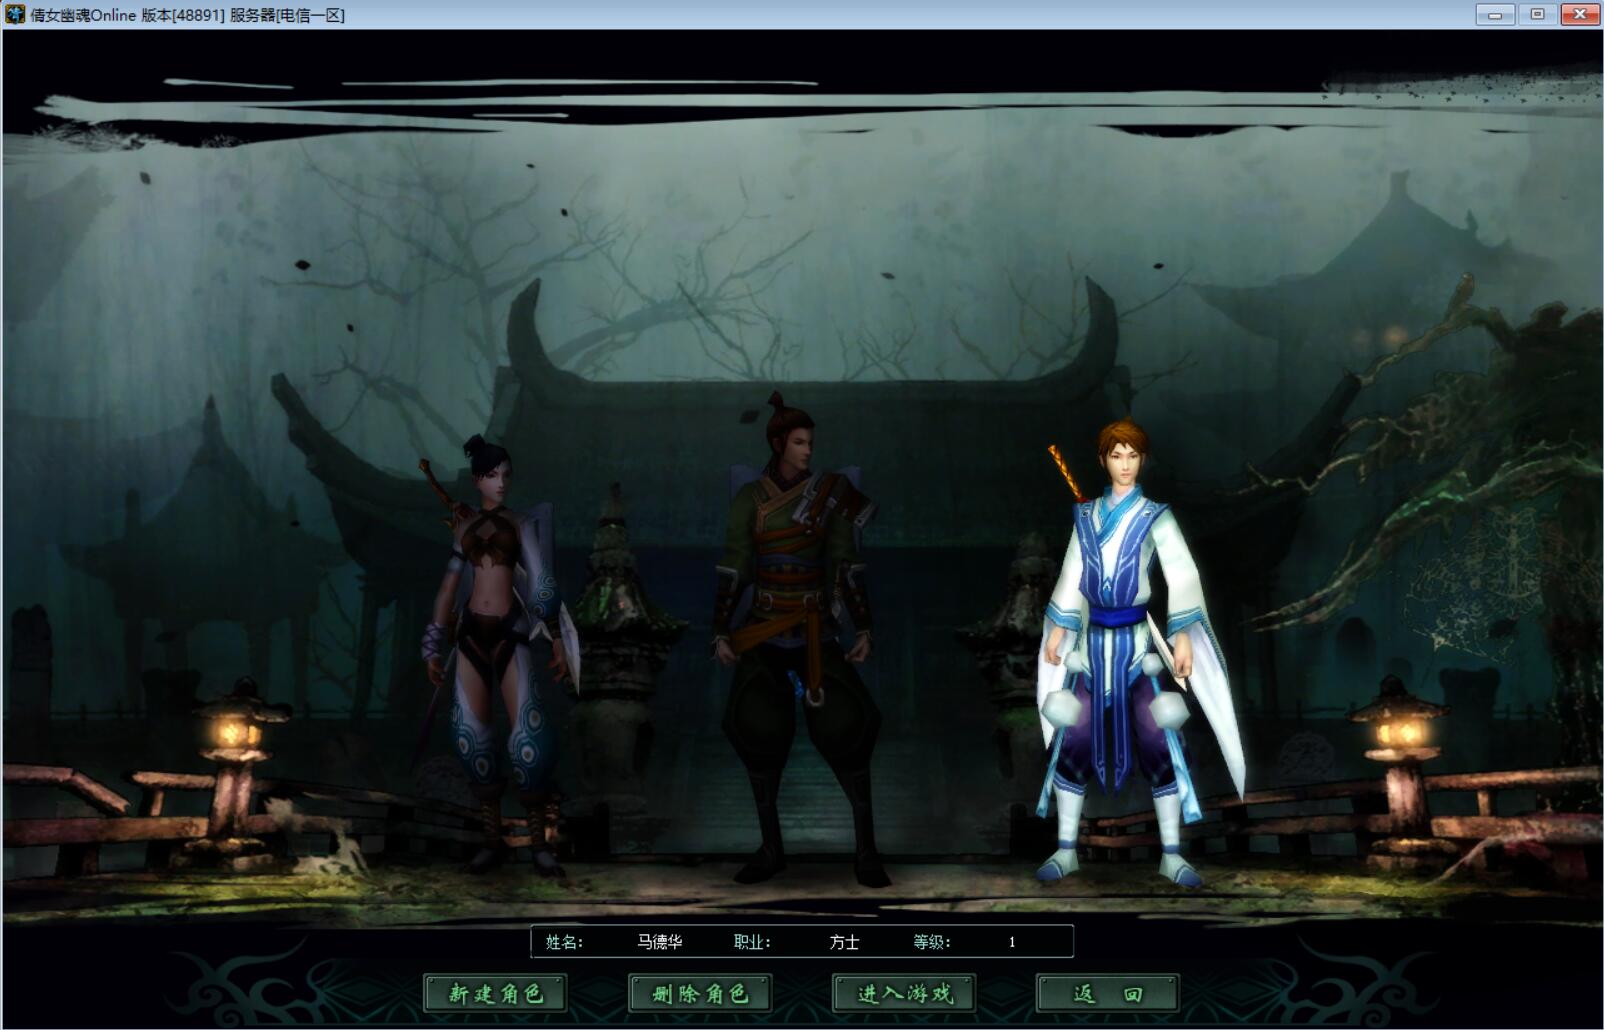 倩女幽魂Online 版本[48891] 服务器[电信一区]
姓名： 马德华 职业： 方士 等级： 1
新建角色 删除角色 进入游戏 返回